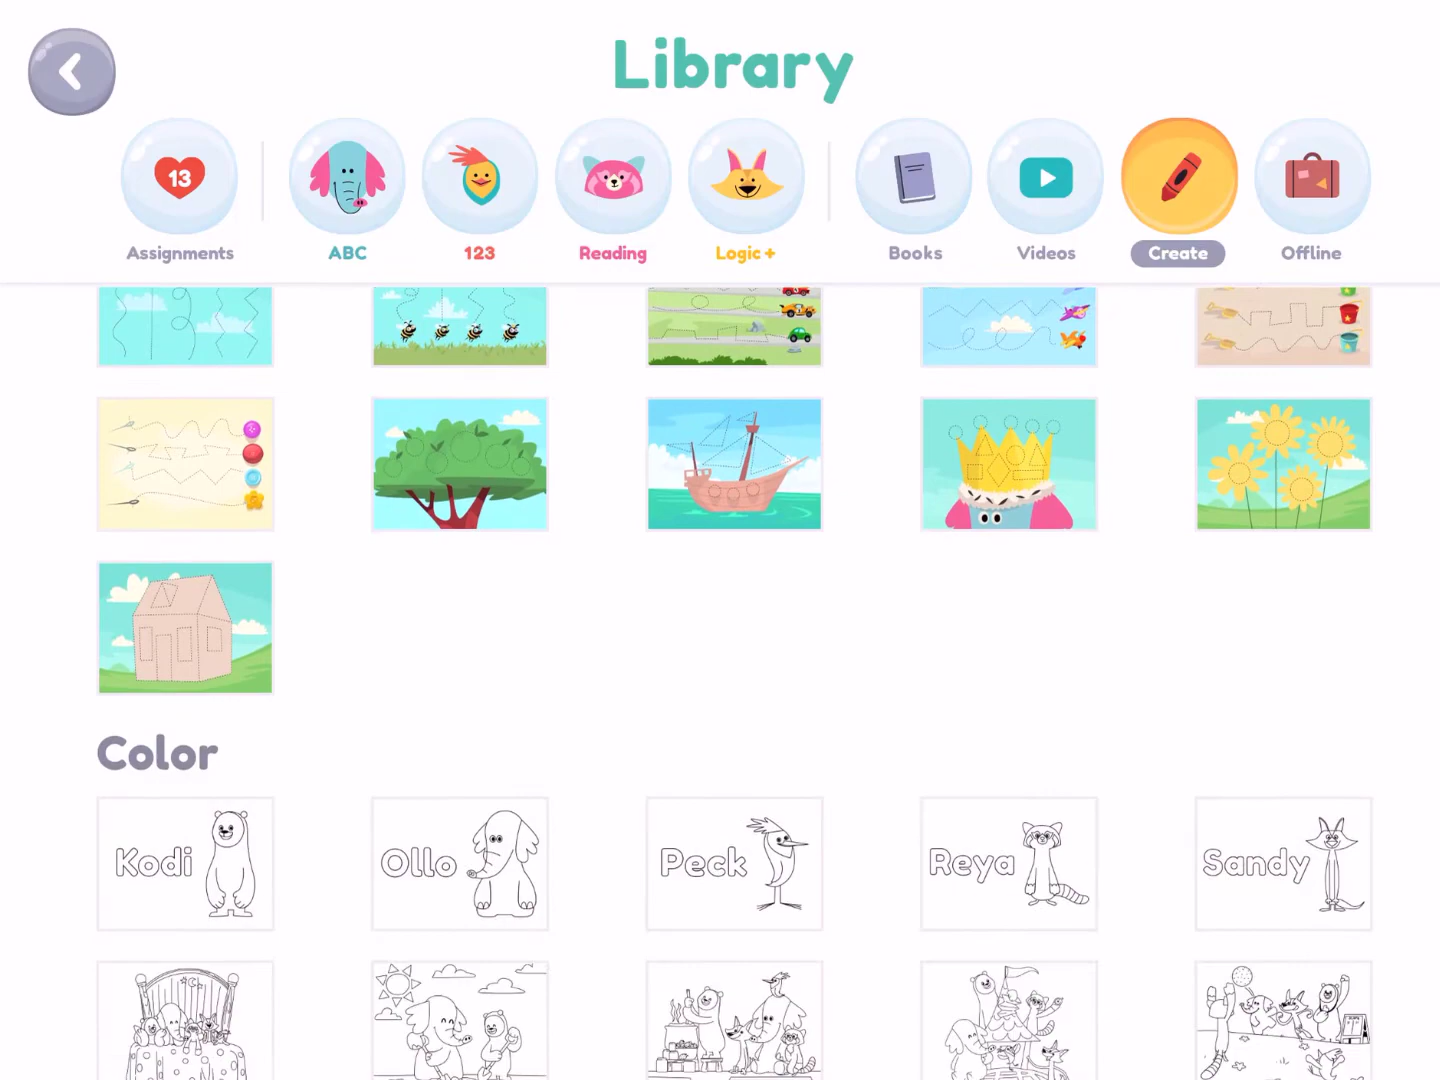 Library
13
Assignments
ABC
123
Reading
Logic +
Books
Videos
Create
Offline
Color
Kodi
Ollo
Peck
Reya
Sandy